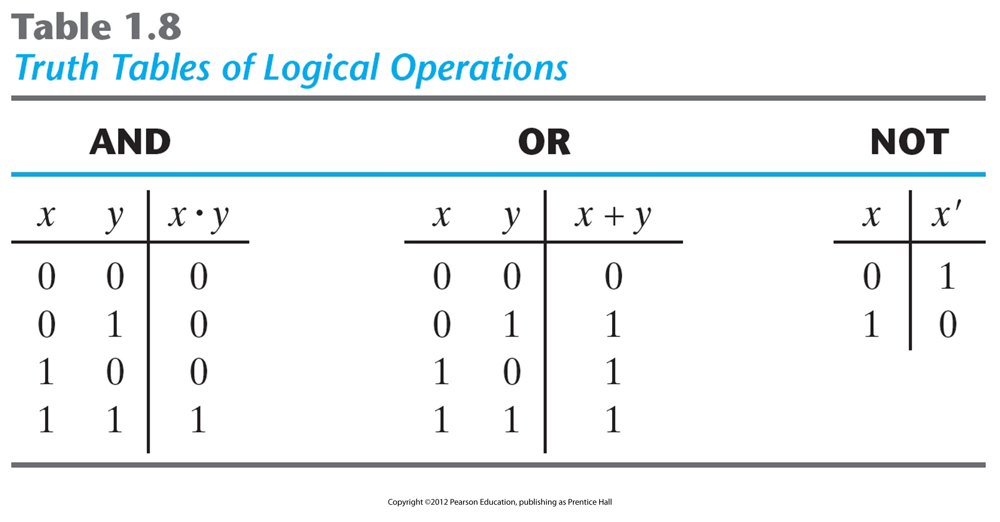 Table 1.8
Truth Tables of Logical Operations
AND OR NOT
x y x · y x y x + y x x′
0 0 0 0 0 0 0 1
0 1 0 0 1 1 1 0
1 0 0 1 0 1
1 1 1 1 1 1
Copyright ©2012 Pearson Education, publishing as Prentice Hall